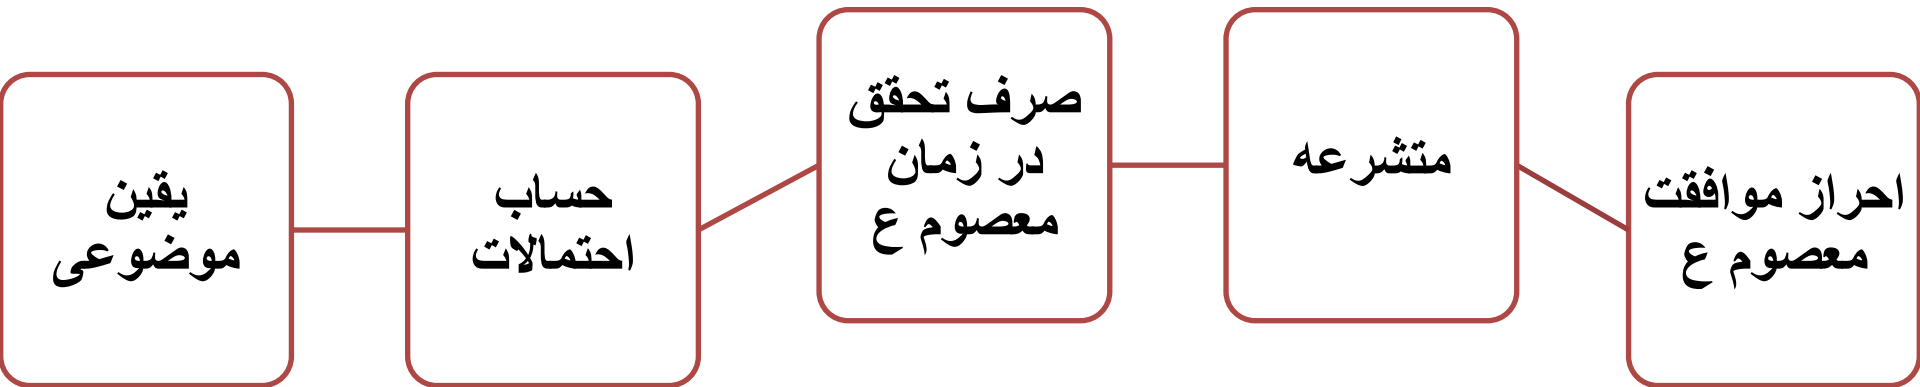 احراز موافقت
معصوم ع
متشرعه
صرف تحقق
در زمان
معصوم ع
حساب
احتمالات
یقین
موضوعی